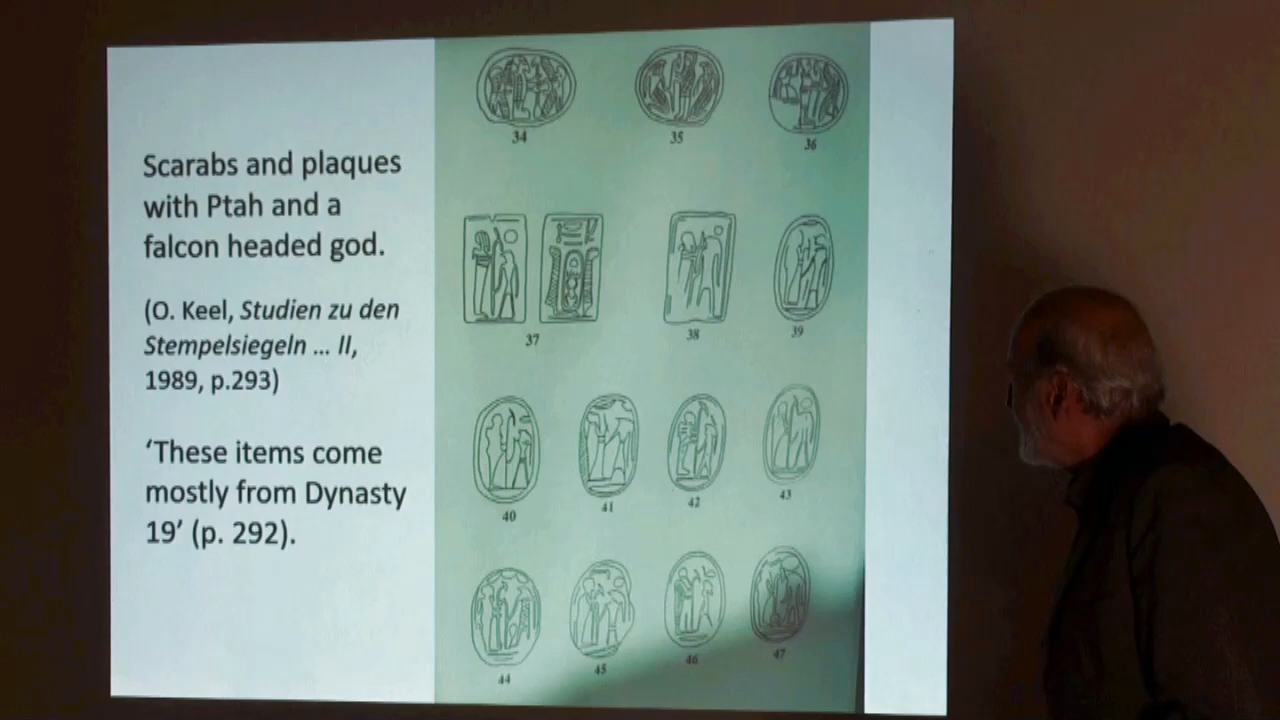 Scarabs and plaques
with Ptah and a
falcon headed god.
(O. Keel, Studien zu den
Stempelsiegeln ... II,
1989, p.293)
‘These items come
mostly from Dynasty
19’ (p. 292).
34 35 36
37 38 39
40 41 42 43
44 45 46 47